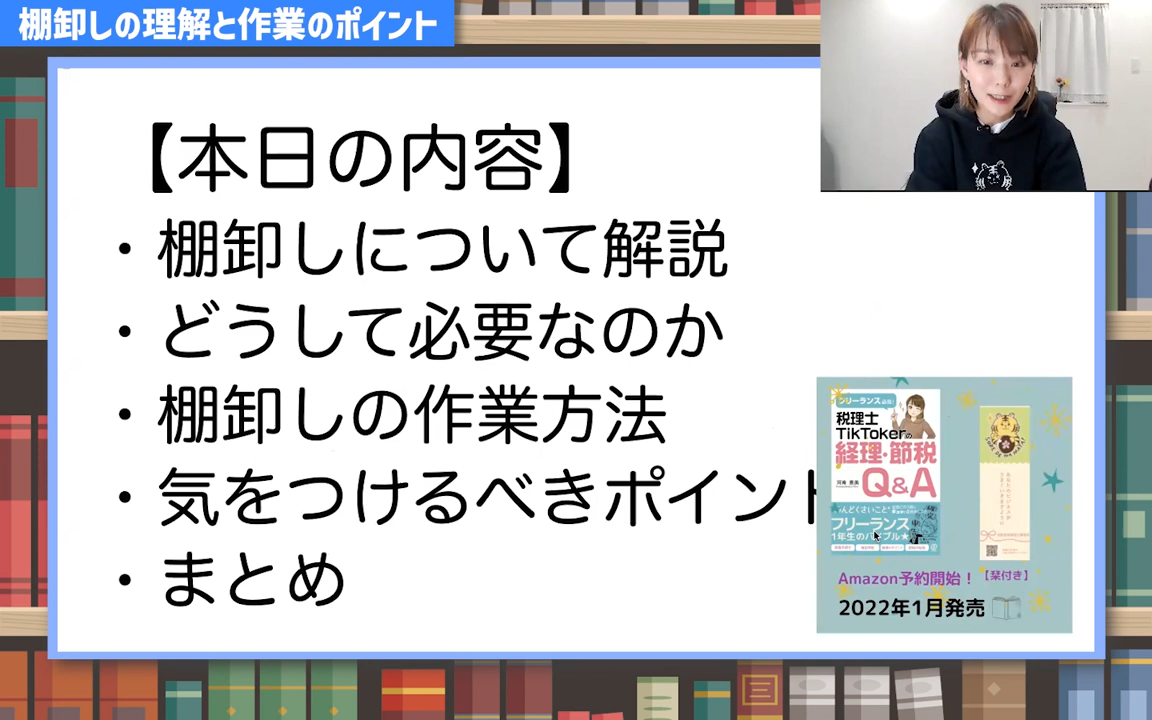 棚卸しの理解と作業のポイント
【本日の内容】
・棚卸しについて解説
・どうして必要なのか
・棚卸しの作業方法
・気をつけるべきポイント
・まとめ
フリーランス必見!
税理士
TikTokerの
経理・節税
Q&A
フリーランス
1年生のバイブル★
Amazon予約開始！【栞付き】
2022年1月発売